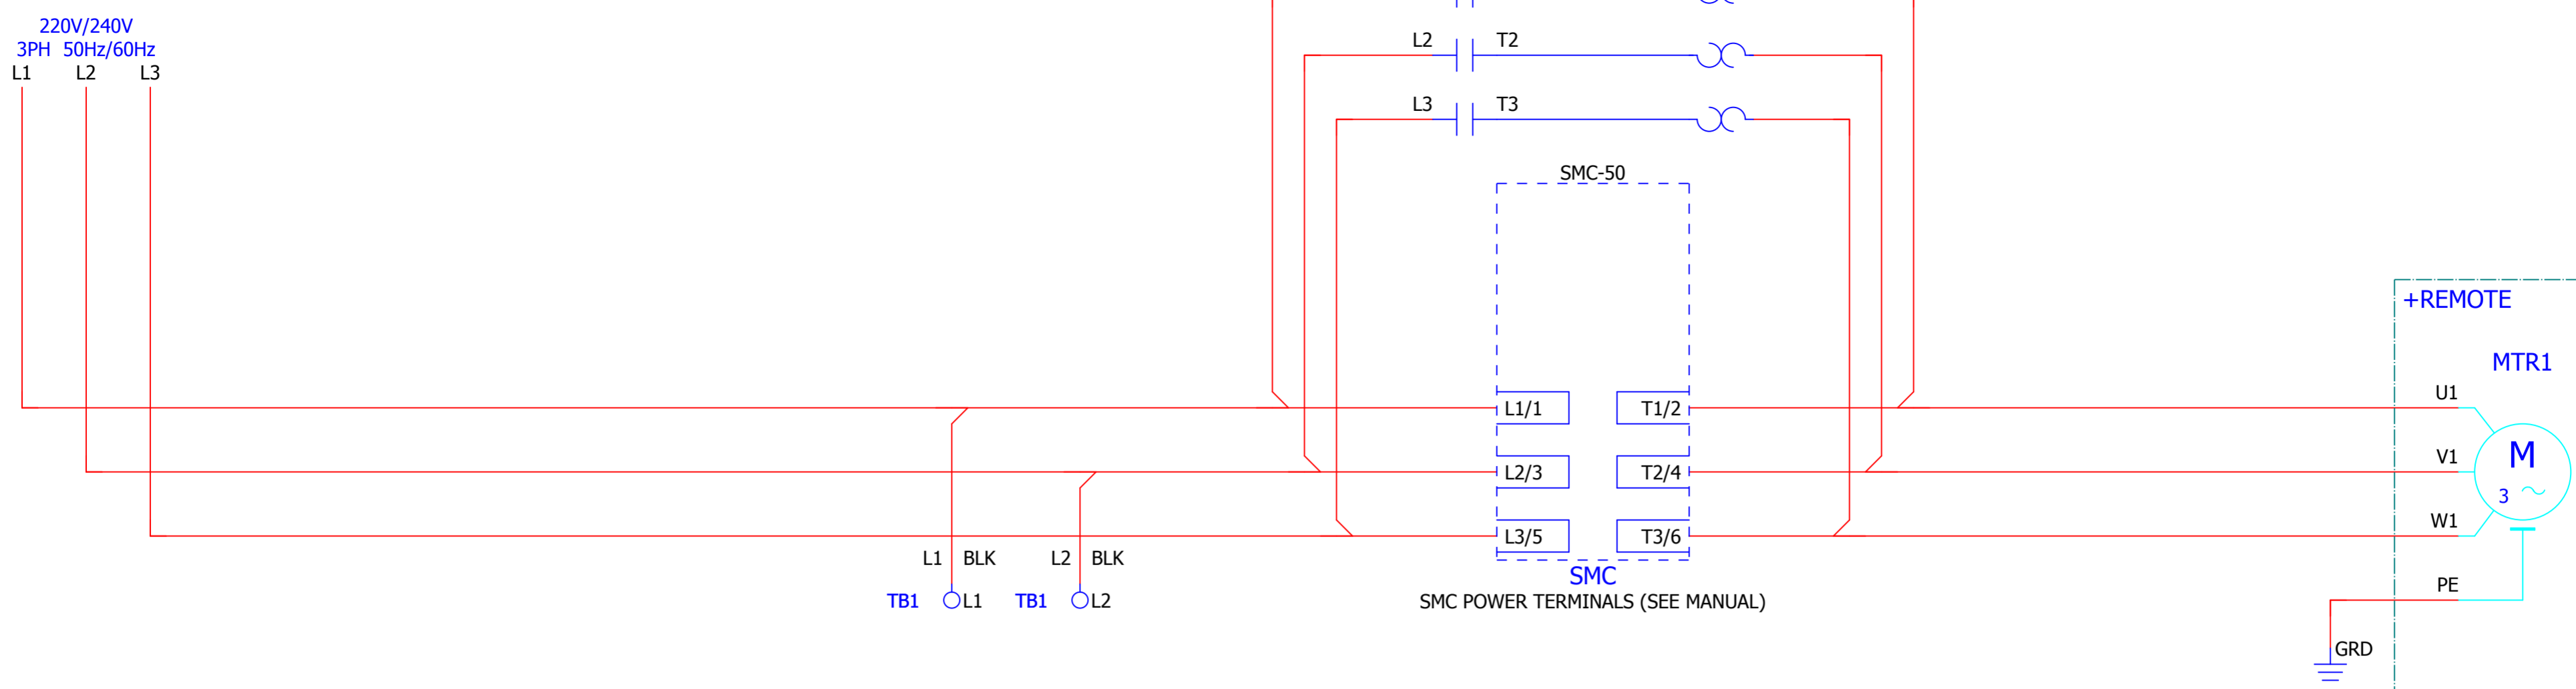 220V/240V
3PH 50Hz/60Hz
L1 L2 L3
L2 T2
L3 T3
SMC-50
+REMOTE
MTR1
U1
L1/1 T1/2
V1
M
L2/3 T2/4
3
W1
L3/5 T3/6
L1 BLK L2 BLK
SMC
PE
TB1 L1 TB1 L2
SMC POWER TERMINALS (SEE MANUAL)
GRD